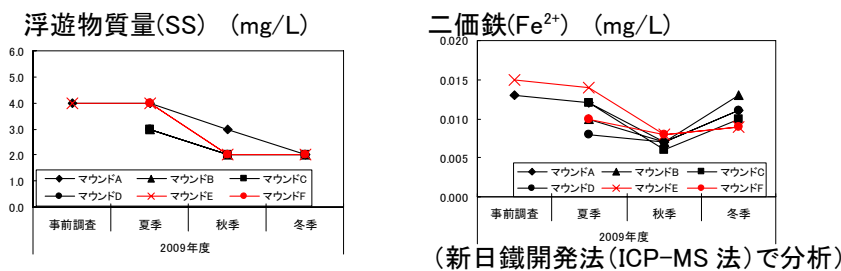 浮遊物質量(SS) (mg/L)
6.0
5.0
4.0
3.0
2.0
1.0
0.0
マウンドA マウンドB マウンドC
マウンドD マウンドE マウンドF
事前調査 夏季 秋季 冬季
2009年度
二価鉄(Fe²⁺) (mg/L)
0.020
0.015
0.010
0.005
0.000
マウンドA マウンドB マウンドC
マウンドD マウンドE マウンドF
事前調査 夏季 秋季 冬季
2009年度
(新日鐵開発法(ICP-MS 法)で分析)